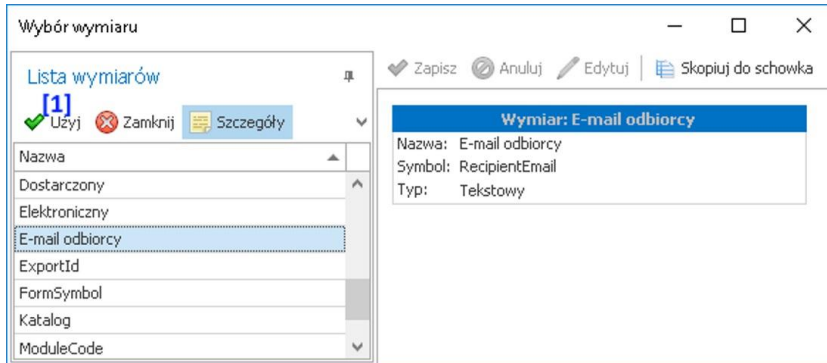 Wybór wymiaru
Lista wymiarów
[1]
Użyj Zamknij Szczegóły
Nazwa
Dostarczony
Elektroniczny
E-mail odbiorcy
ExportId
FormSymbol
Katalog
ModuleCode
Zapisz Anuluj Edytuj Skopiuj do schowka
Wymiar: E-mail odbiorcy
Nazwa: E-mail odbiorcy
Symbol: RecipientEmail
Typ: Tekstowy